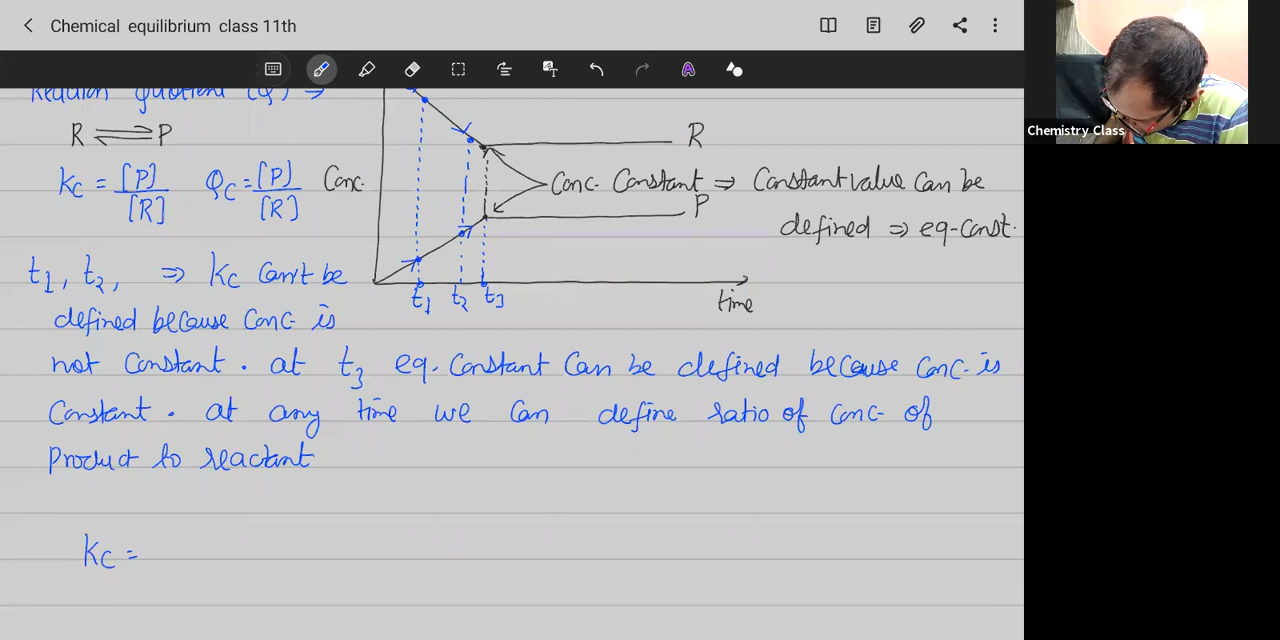 Chemical equilibrium class 11th
Reaction Quotient (Q) ⇒
R ⇌ P
Kc = [P]/[R] Qc = [P]/[R] Conc.
R
Conc. Constant ⇒ Constant value Can be
defined ⇒ eq-Const.
P
t1 t2 t3 time
t1, t2, ⇒ Kc Can't be
defined because Conc- is
not Constant. at t3 eq. Constant Can be defined because Conc- is
Constant. at any time we can define ratio of conc- of
Product to reactant
Kc =
Chemistry Class